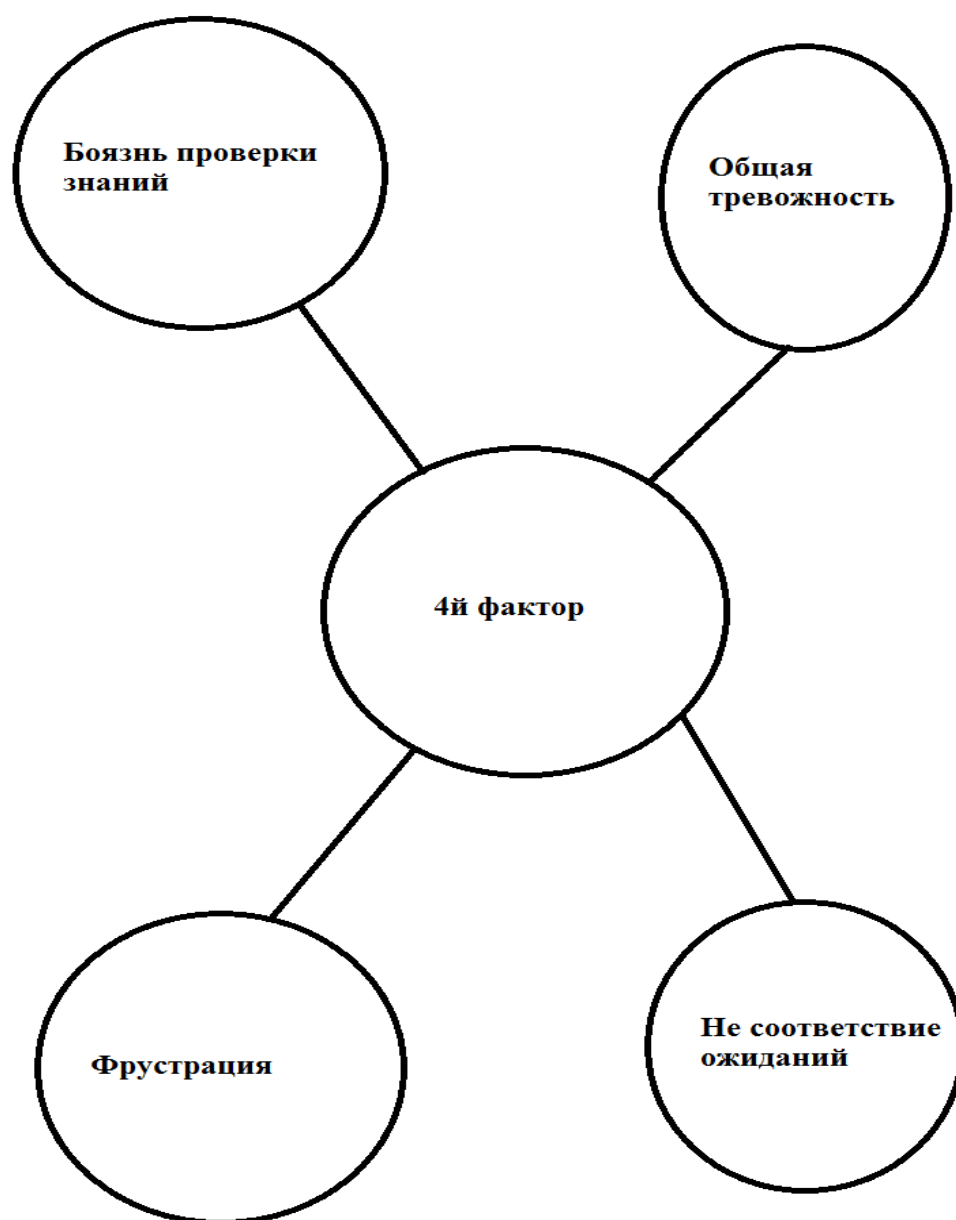 Боязнь проверки
знаний
Общая
тревожность
4й фактор
Фрустрация
Не соответствие
ожиданий